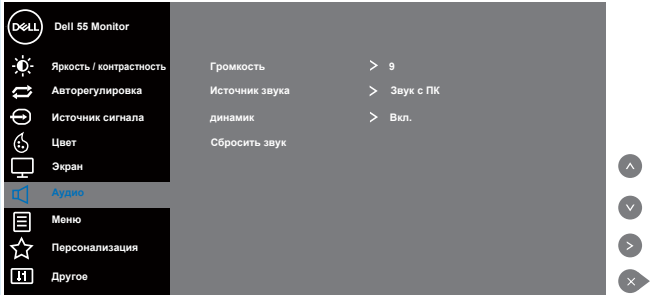 DELL
Dell 55 Monitor
Яркость / контрастность
Громкость
9
Авторегулировка
Источник звука
Звук с ПК
Источник сигнала
динамик
Вкл.
Цвет
Сбросить звук
Экран
Аудио
Меню
Персонализация
Другое